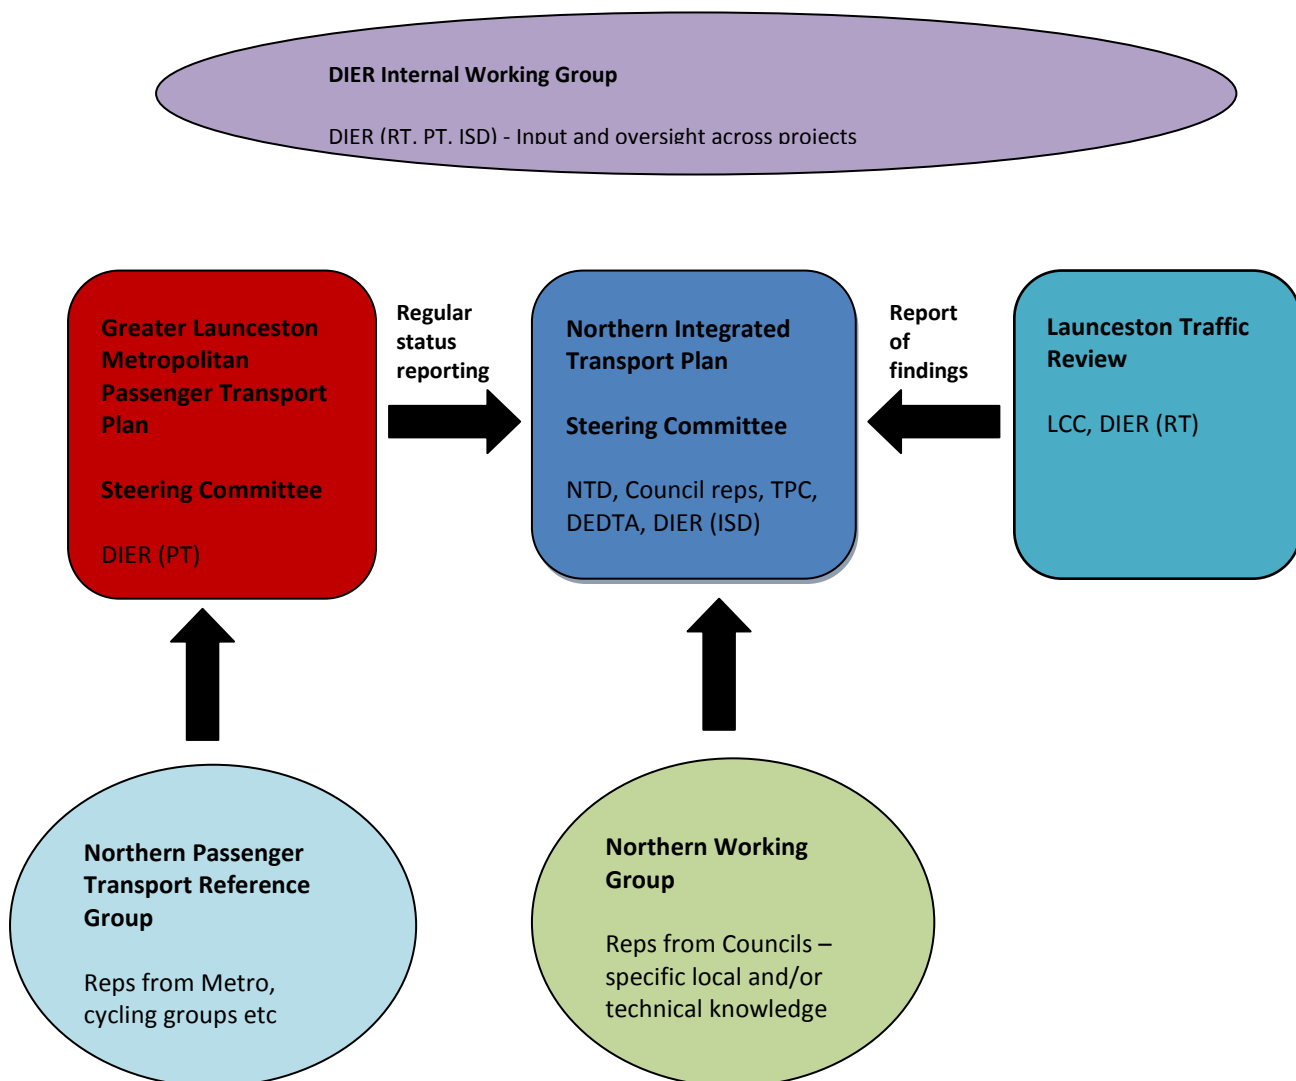 DIER Internal Working Group
DIER (RT, PT, ISD) - Input and oversight across projects
Greater Launceston
Metropolitan
Passenger Transport
Plan
Steering Committee
DIER (PT)
Regular
status
reporting
Northern Integrated
Transport Plan
Steering Committee
NTD, Council reps, TPC,
DEDTA, DIER (ISD)
Report
of
findings
Launceston Traffic
Review
LCC, DIER (RT)
Northern Passenger
Transport Reference
Group
Reps from Metro,
cycling groups etc
Northern Working
Group
Reps from Councils –
specific local and/or
technical knowledge